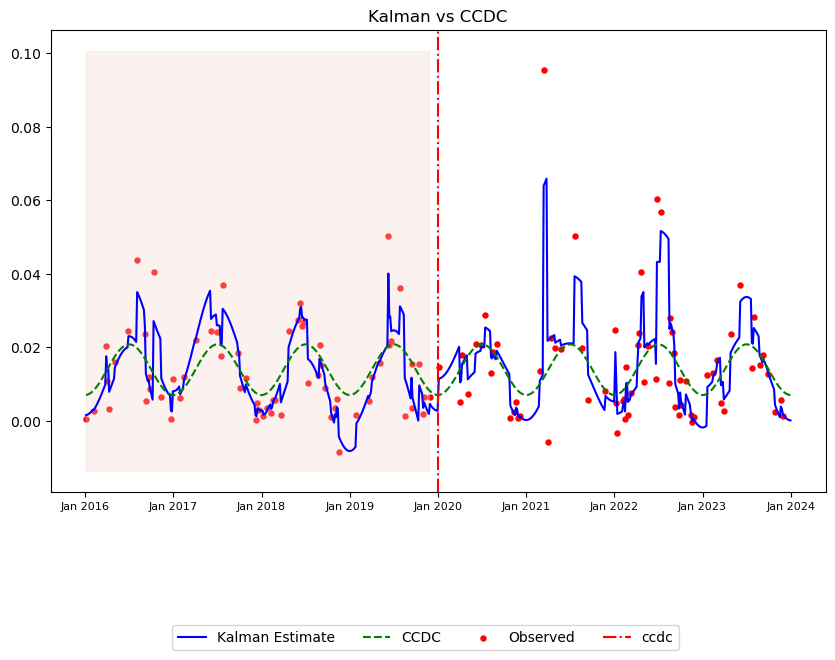 Kalman vs CCDC
0.10
0.08
0.06
0.04
0.02
0.00
Jan 2016 Jan 2017 Jan 2018 Jan 2019 Jan 2020 Jan 2021 Jan 2022 Jan 2023 Jan 2024
Kalman Estimate CCDC Observed ccdc